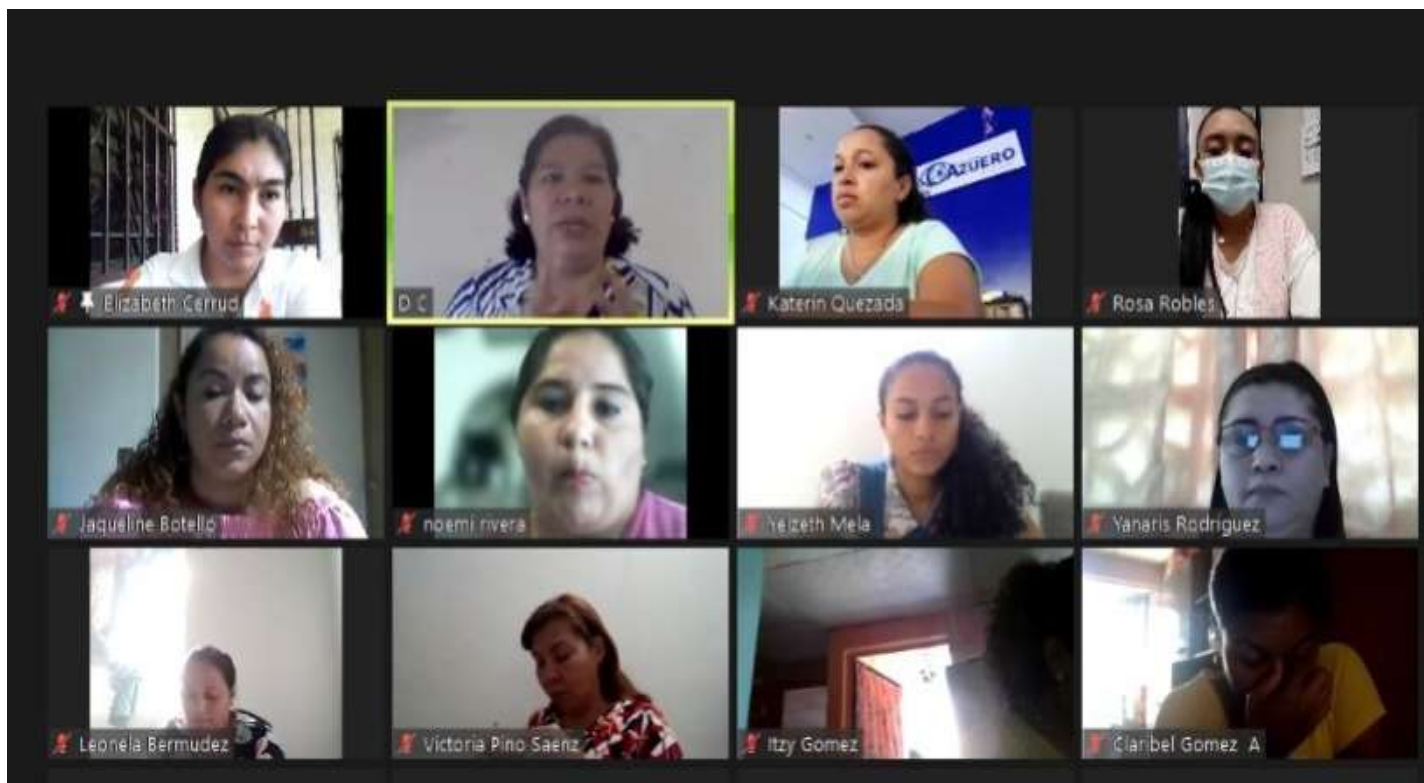 Elizabeth Cerrud
D C
AZUERO
Katerin Quezada
Rosa Robles
Jaqueline Botello
noemi rivera
Yeizeth Mela
Yanaris Rodriguez
Leonela Bermudez
Victoria Pino Saenz
Itzy Gomez
Claribel Gomez A